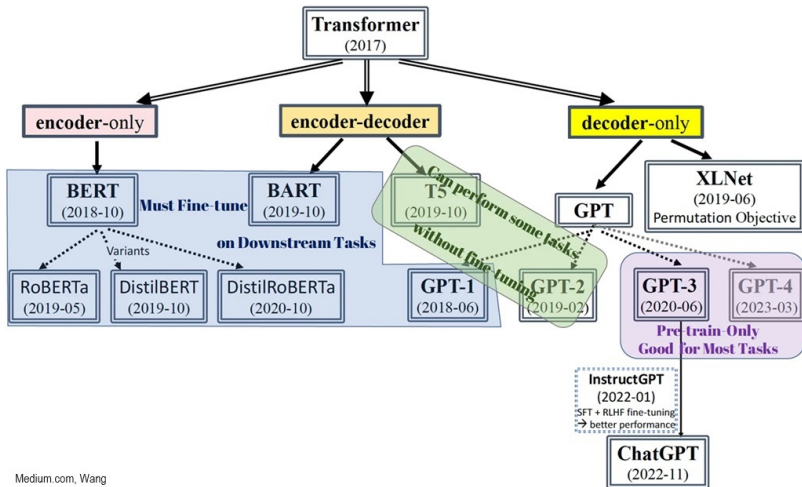 Transformer
(2017)
encoder-only
encoder-decoder
decoder-only
BERT
(2018-10)
Must Fine-tune
on Downstream Tasks
BART
(2019-10)
T5
(2019-10)
Can perform some tasks
without fine-tuning
GPT
XLNet
(2019-06)
Permutation Objective
Variants
RoBERTa
(2019-05)
DistilBERT
(2019-10)
DistilRoBERTa
(2020-10)
GPT-1
(2018-06)
GPT-2
(2019-02)
GPT-3
(2020-06)
GPT-4
(2023-03)
Pre-train-Only
Good for Most Tasks
InstructGPT
(2022-01)
SFT + RLHF fine-tuning
→ better performance
ChatGPT
(2022-11)
Medium.com, Wang